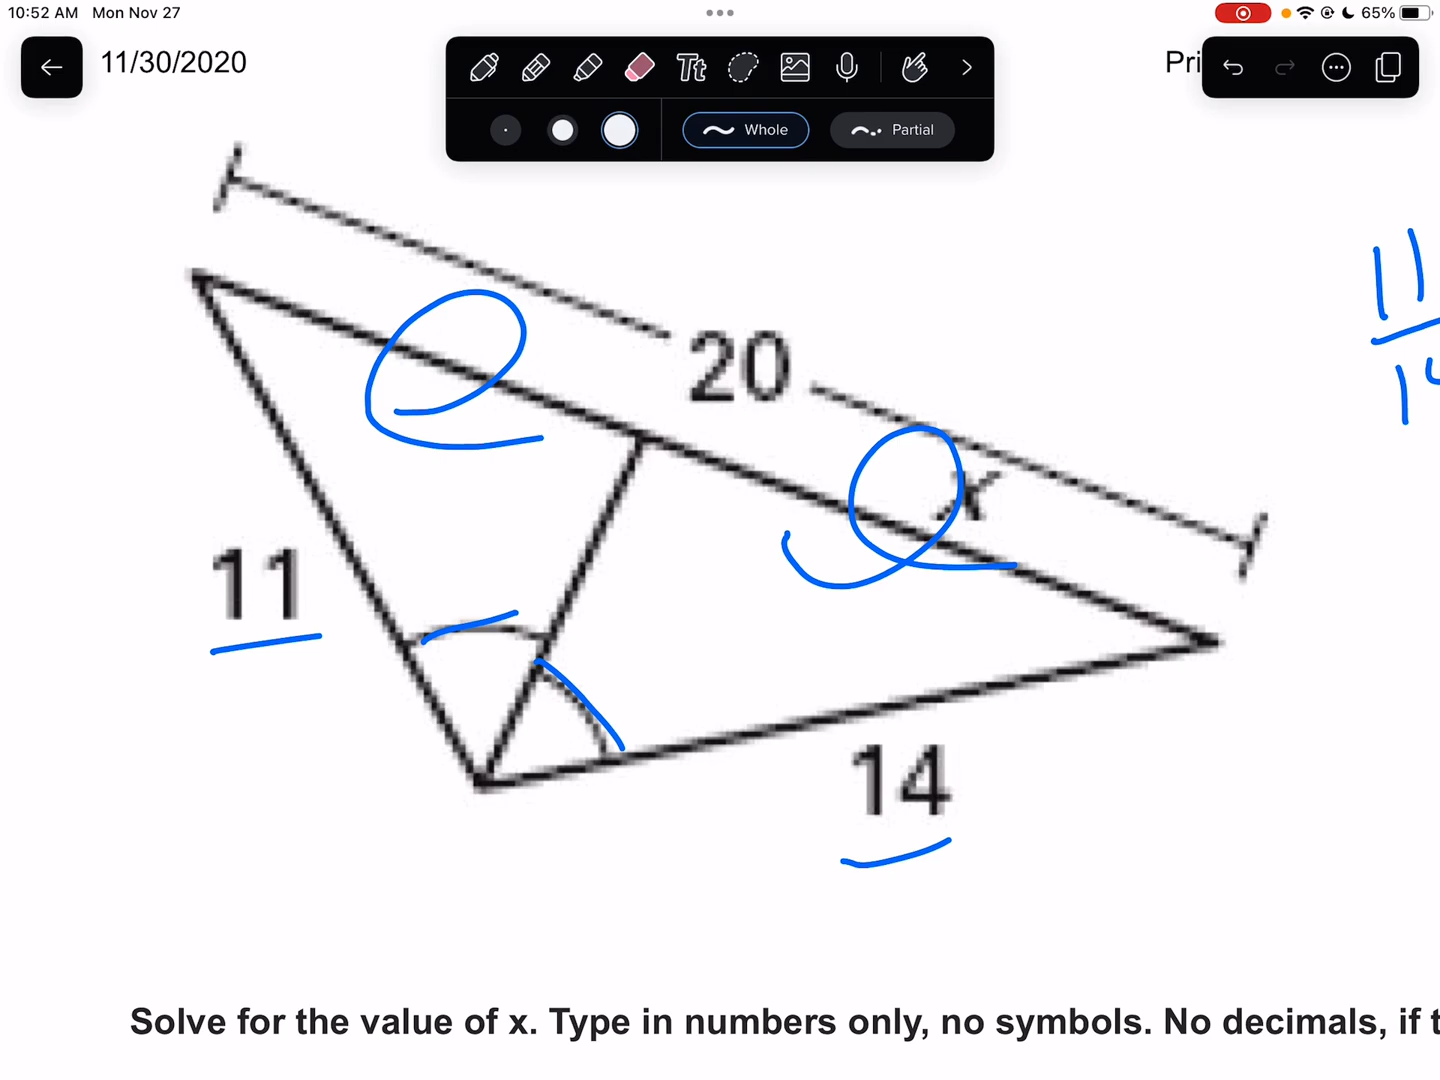 10:52 AM Mon Nov 27
65%
11/30/2020
Pri
Tt
Whole
Partial
20
x
11
14
11
Solve for the value of x. Type in numbers only, no symbols. No decimals, if t